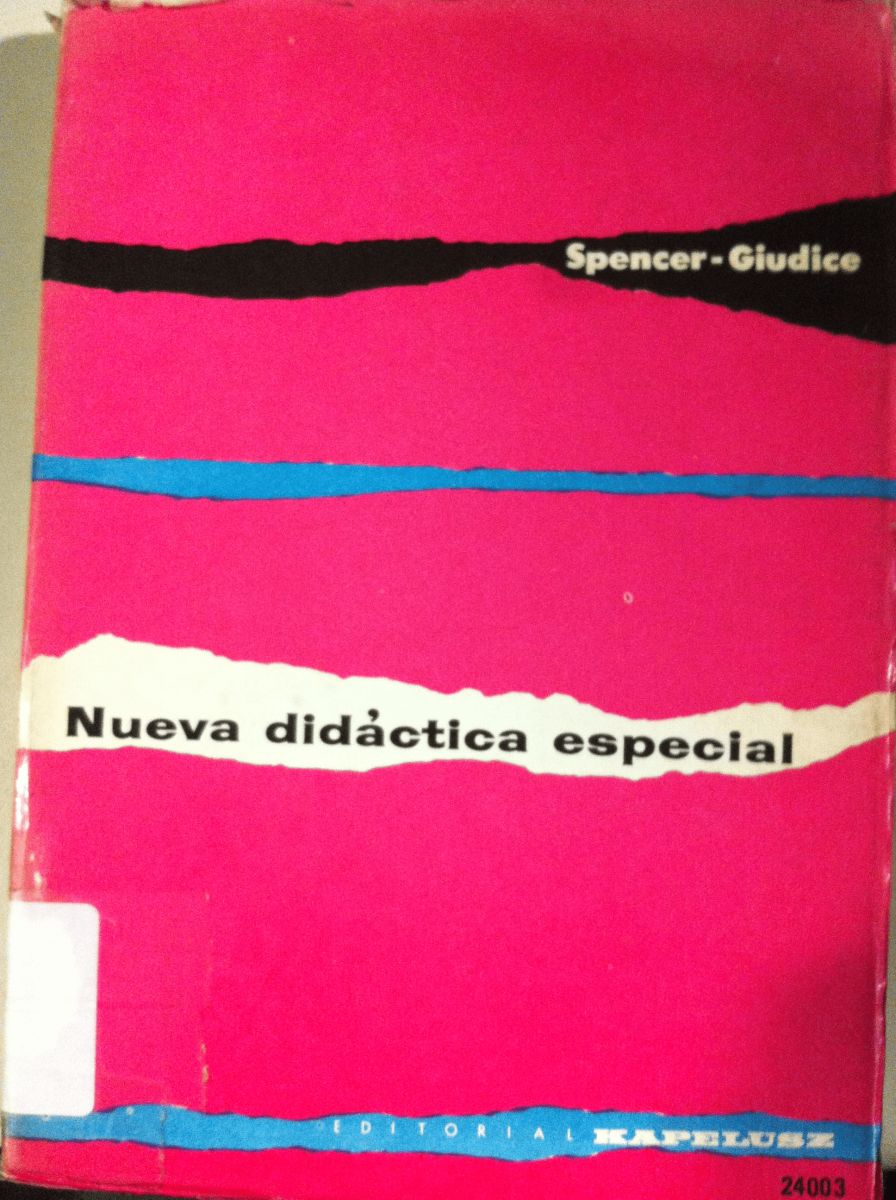 Spencer-Giudice
Nueva didáctica especial
EDITORIAL KAPELUSZ
24003